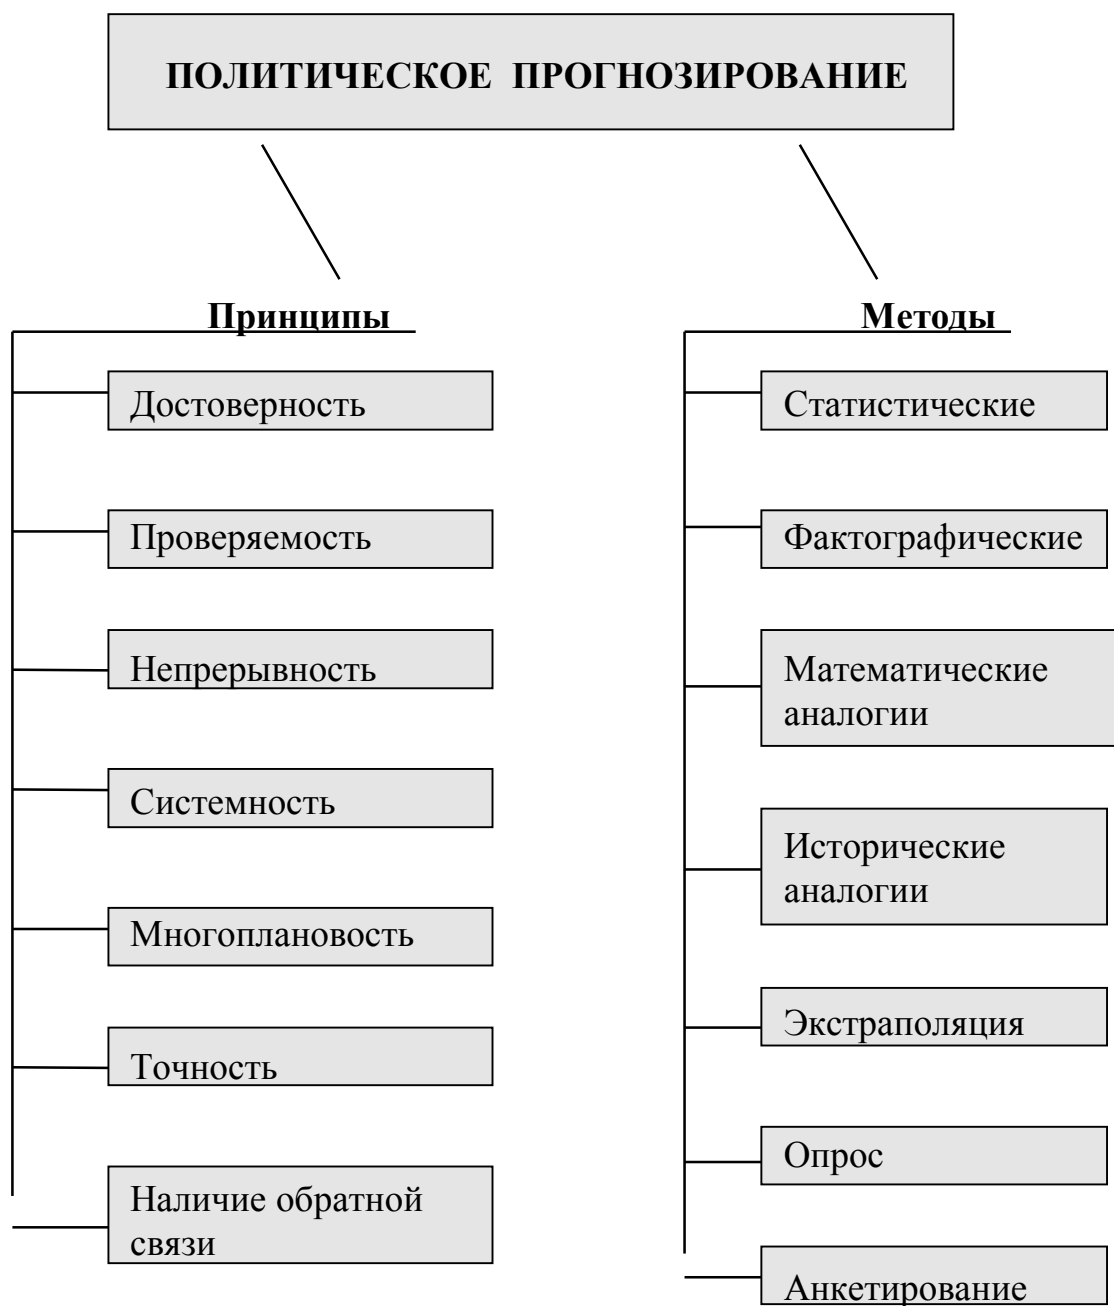 ПОЛИТИЧЕСКОЕ ПРОГНОЗИРОВАНИЕ
Принципы
Достоверность
Проверяемость
Непрерывность
Системность
Многоплановость
Точность
Наличие обратной
связи
Методы
Статистические
Фактографические
Математические
аналогии
Исторические
аналогии
Экстраполяция
Опрос
Анкетирование